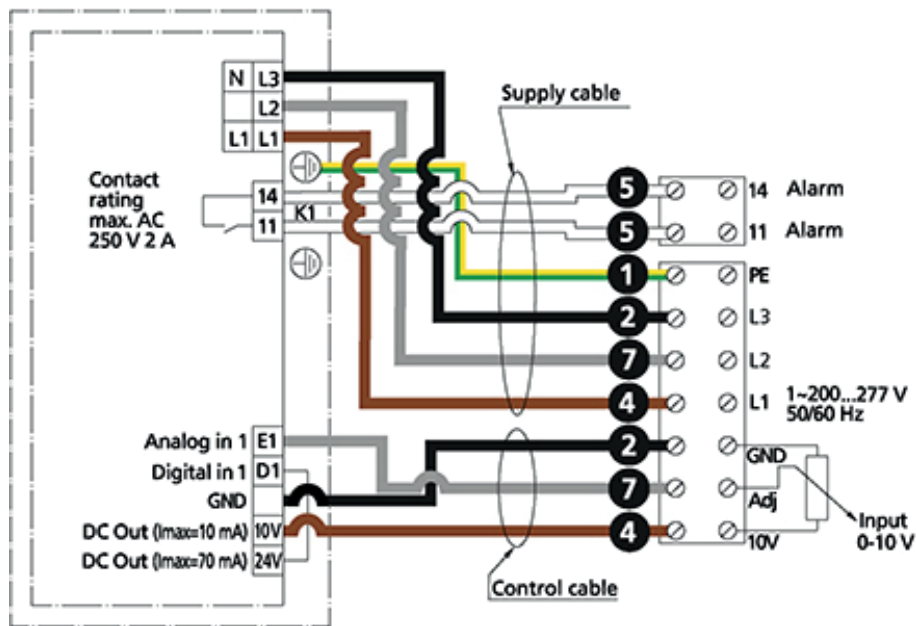 N L3
L2
L1 L1
Supply cable
Contact
rating
max. AC
250 V 2 A
14
K1
11
5 14 Alarm
5 11 Alarm
1 PE
2 L3
7 L2
4 L1
1~200...277 V
50/60 Hz
Analog in 1 E1
Digital in 1 D1
GND
DC Out (Imax=10 mA) 10V
DC Out (Imax=70 mA) 24V
2 GND
7 Adj
4 10V
Input
0-10 V
Control cable